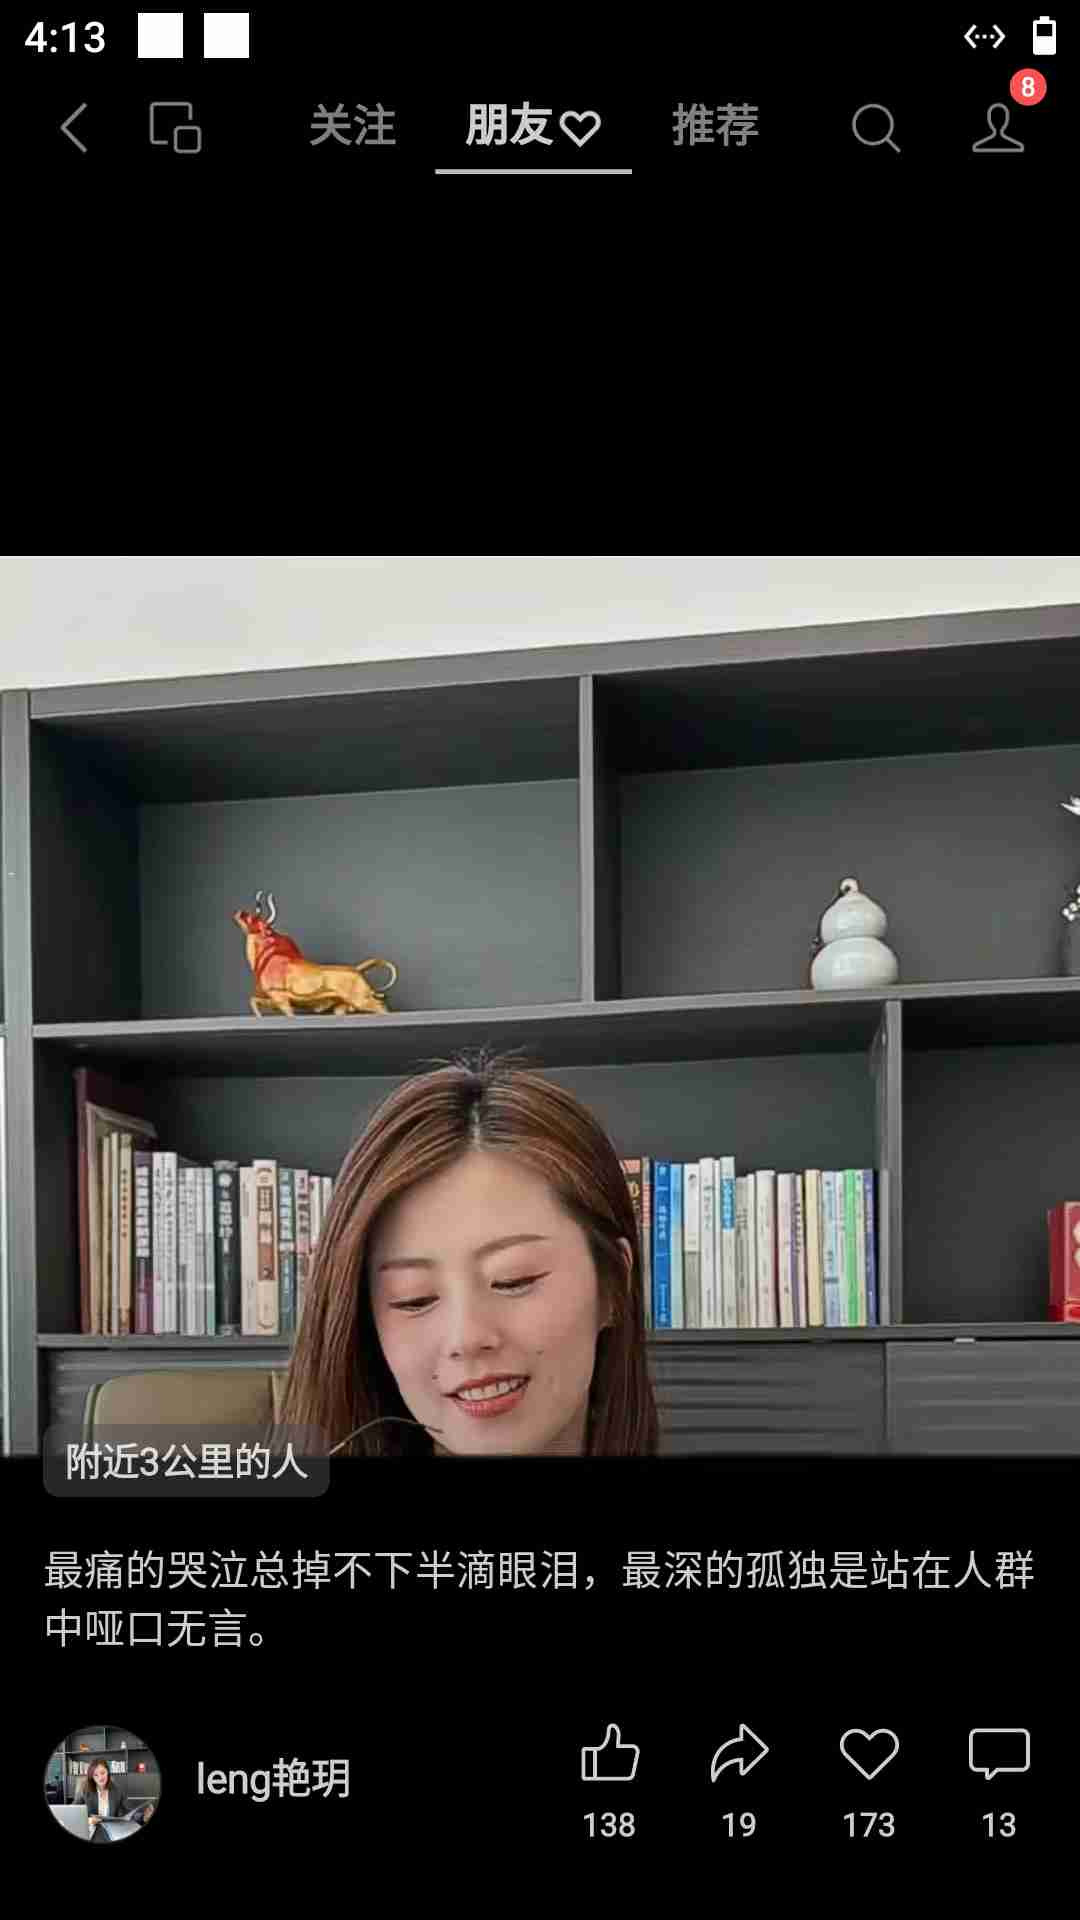 4:13
8
关注 朋友♡ 推荐
附近3公里的人
最痛的哭泣总掉不下半滴眼泪，最深的孤独是站在人群
中哑口无言。
leng艳玥
138 19 173 13